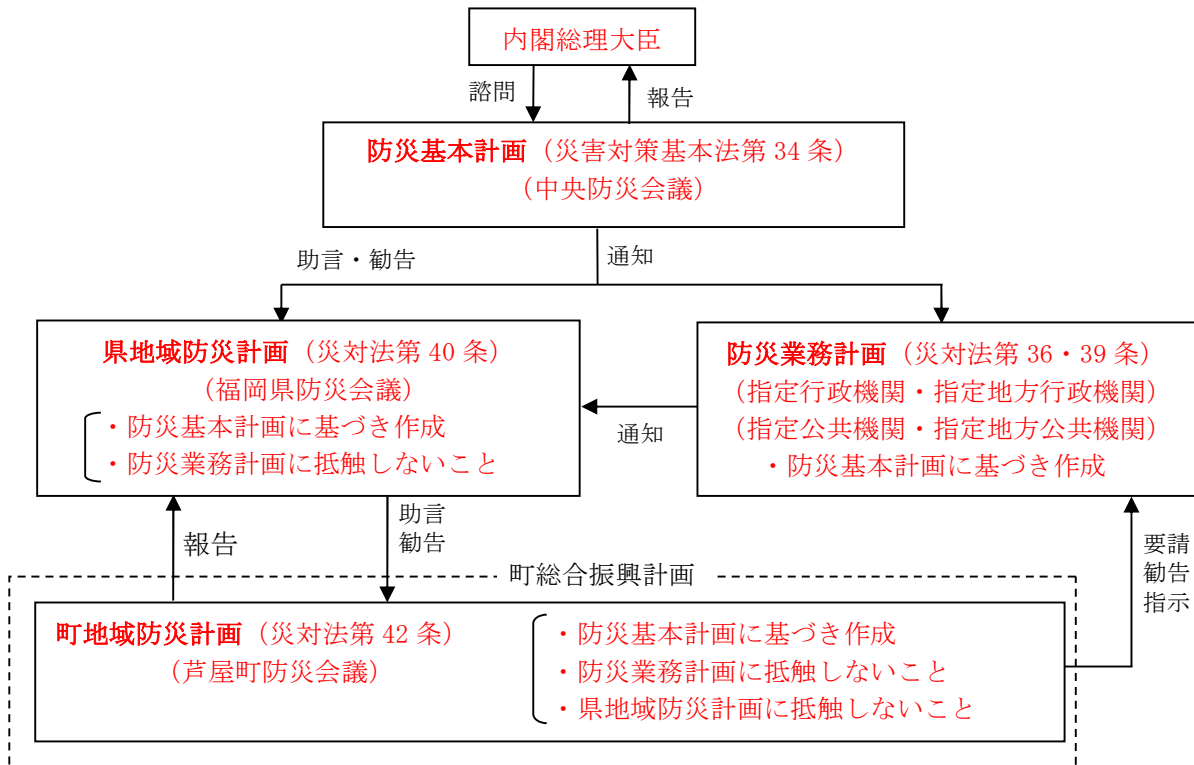 内閣総理大臣
諮問
報告
防災基本計画（災害対策基本法第 34 条）
（中央防災会議）
助言・勧告
通知
県地域防災計画（災対法第 40 条）
（福岡県防災会議）
・防災基本計画に基づき作成
・防災業務計画に抵触しないこと
通知
防災業務計画（災対法第 36・39 条）
（指定行政機関・指定地方行政機関）
（指定公共機関・指定地方公共機関）
・防災基本計画に基づき作成
報告
助言
勧告
要請
勧告
指示
町総合振興計画
町地域防災計画（災対法第 42 条）
（芦屋町防災会議）
・防災基本計画に基づき作成
・防災業務計画に抵触しないこと
・県地域防災計画に抵触しないこと